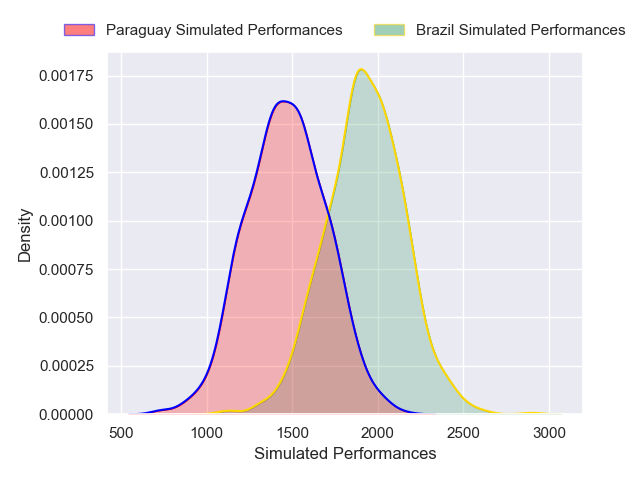 Paraguay Simulated Performances Brazil Simulated Performances
0.00175
0.00150
0.00125
0.00100
0.00075
0.00050
0.00025
0.00000
Density
500 1000 1500 2000 2500 3000
Simulated Performances